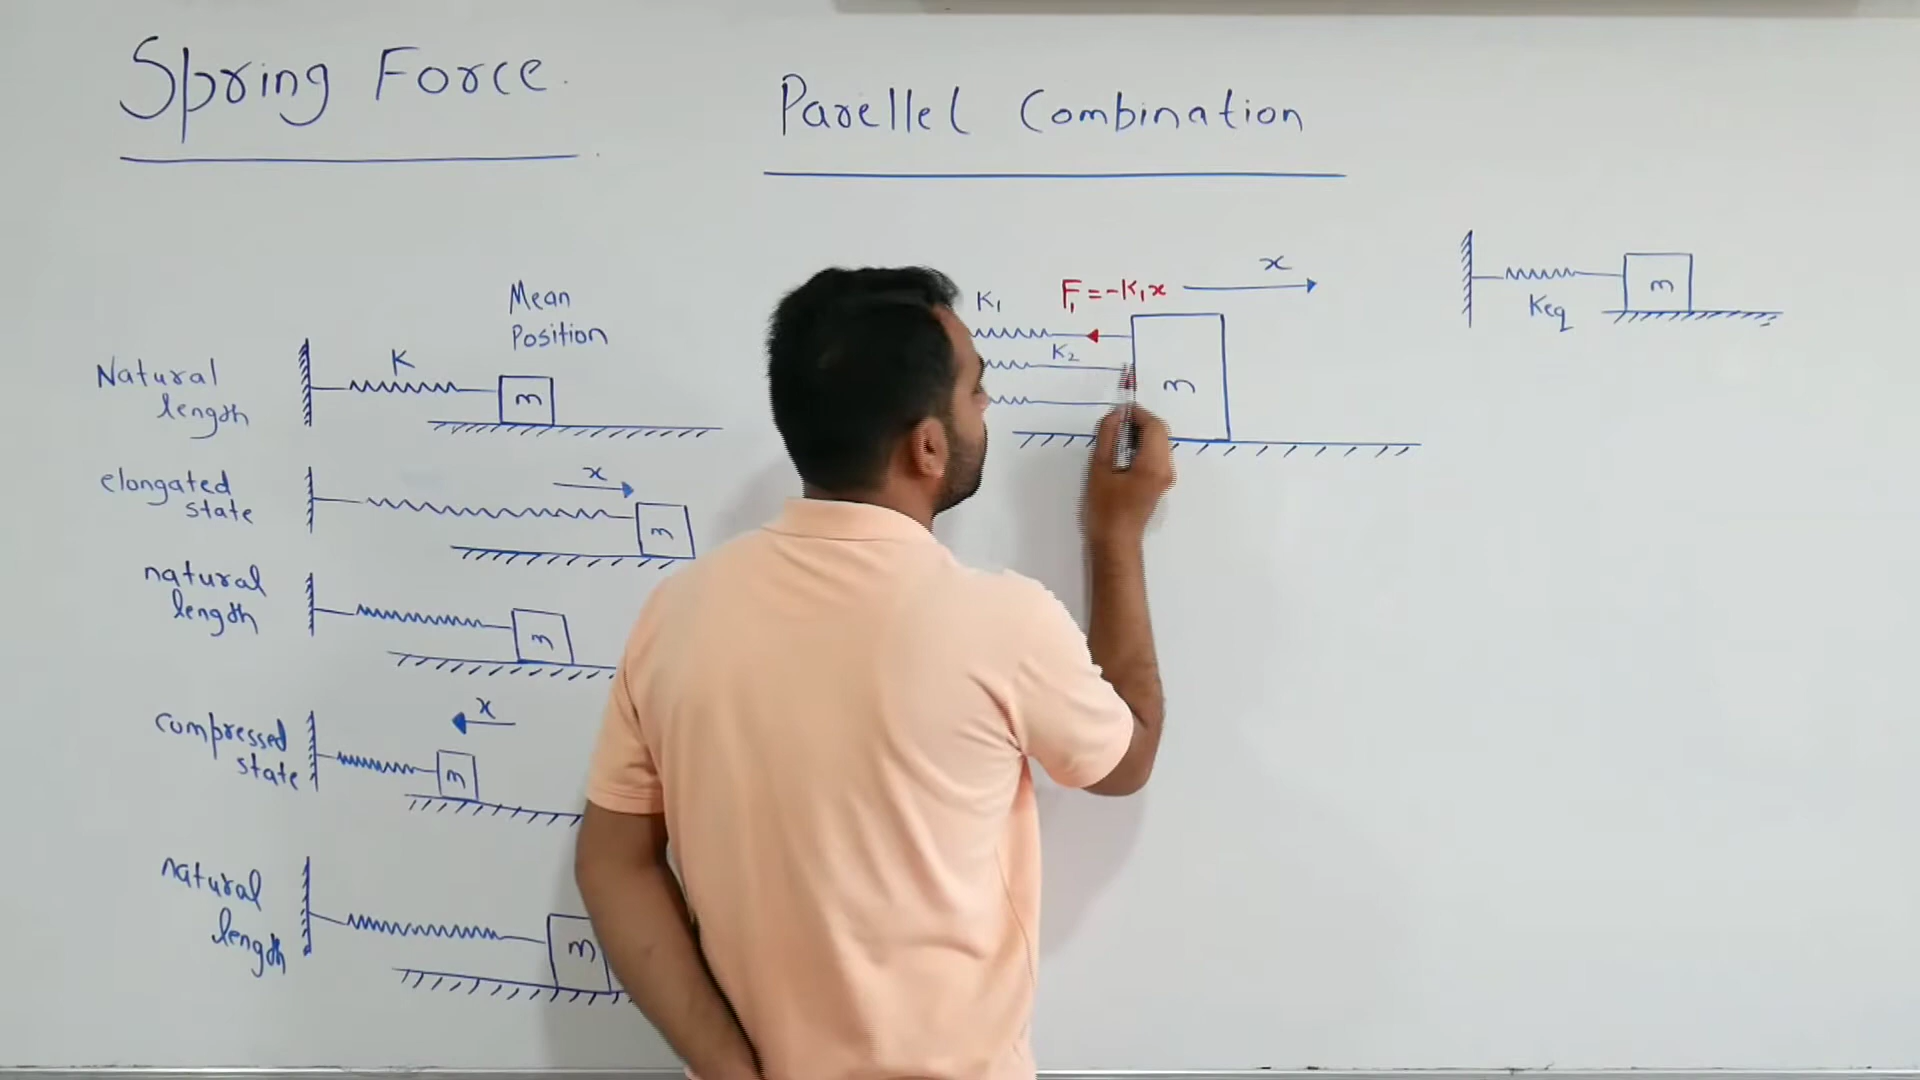 Spring Force
Parellel Combination
Mean
Position
Natural
length
K
m
elongated
state
x
m
natural
length
m
compressed
state
x
m
natural
length
m
K₁
F₁ = -K₁x
x
K₂
m
Keq
m